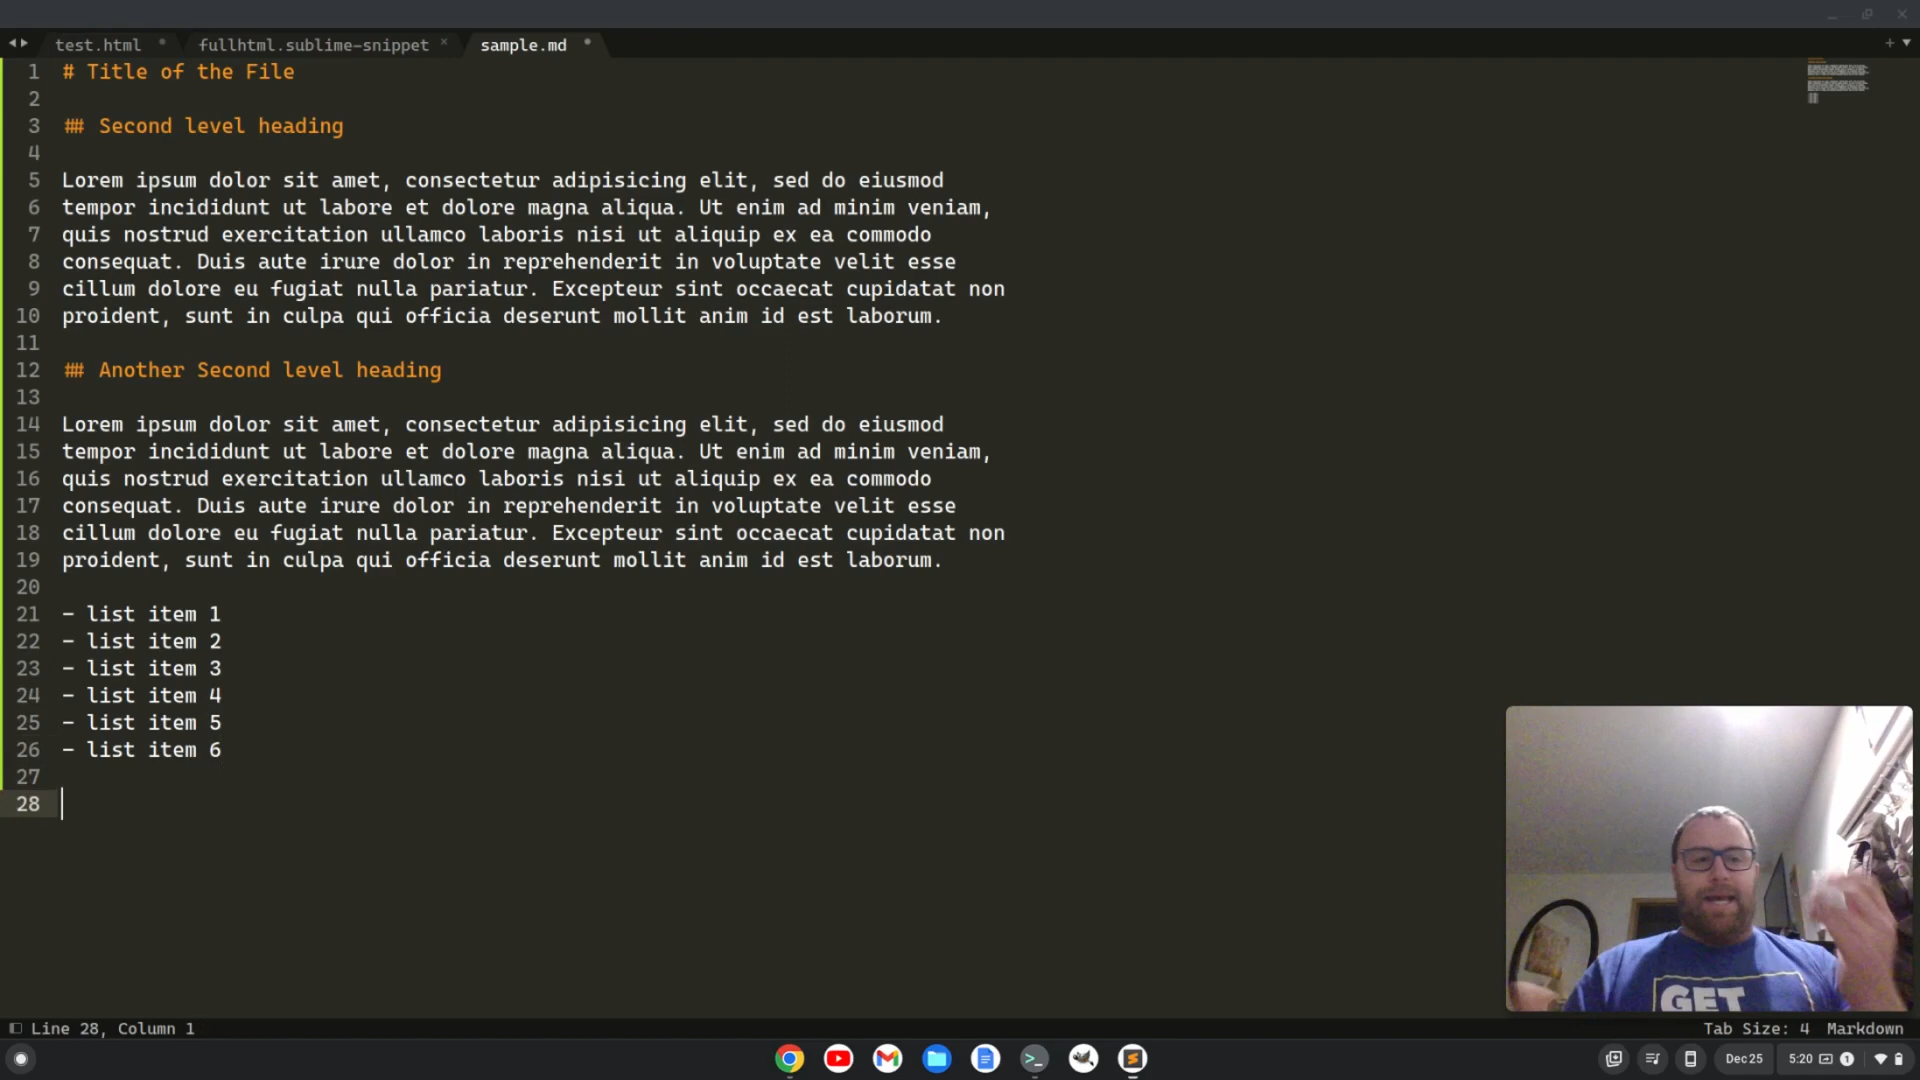 test.html
fullhtml.sublime-snippet
sample.md
1 # Title of the File
2
3 ## Second level heading
4
5 Lorem ipsum dolor sit amet, consectetur adipisicing elit, sed do eiusmod
6 tempor incididunt ut labore et dolore magna aliqua. Ut enim ad minim veniam,
7 quis nostrud exercitation ullamco laboris nisi ut aliquip ex ea commodo
8 consequat. Duis aute irure dolor in reprehenderit in voluptate velit esse
9 cillum dolore eu fugiat nulla pariatur. Excepteur sint occaecat cupidatat non
10 proident, sunt in culpa qui officia deserunt mollit anim id est laborum.
11
12 ## Another Second level heading
13
14 Lorem ipsum dolor sit amet, consectetur adipisicing elit, sed do eiusmod
15 tempor incididunt ut labore et dolore magna aliqua. Ut enim ad minim veniam,
16 quis nostrud exercitation ullamco laboris nisi ut aliquip ex ea commodo
17 consequat. Duis aute irure dolor in reprehenderit in voluptate velit esse
18 cillum dolore eu fugiat nulla pariatur. Excepteur sint occaecat cupidatat non
19 proident, sunt in culpa qui officia deserunt mollit anim id est laborum.
20
21 - list item 1
22 - list item 2
23 - list item 3
24 - list item 4
25 - list item 5
26 - list item 6
27
28
GET
Line 28, Column 1
Tab Size: 4 Markdown
Dec 25
5:20
1